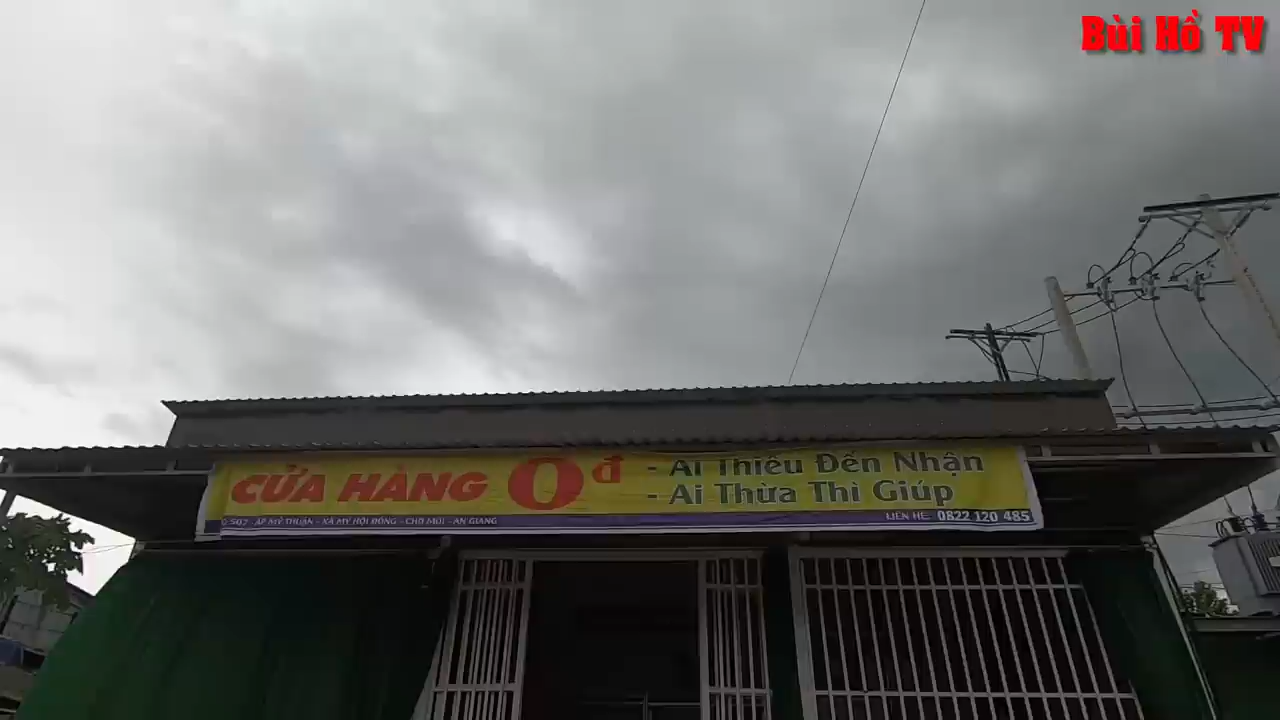 Bùi Hồ TV
CỬA HÀNG 0đ
- Ai Thiếu Đến Nhận
- Ai Thừa Thì Giúp
507 - ẤP MỸ THUẬN - XÃ MỸ HỘI ĐÔNG - CHỢ MỚI - AN GIANG
LIÊN HỆ: 0822 120 485